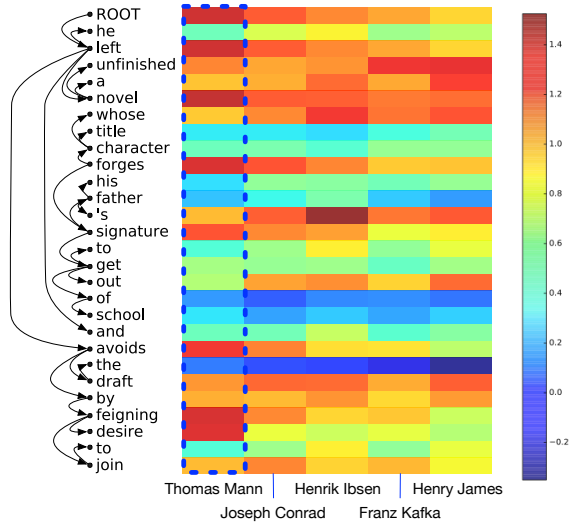 ROOT
he
left
unfinished
a
novel
whose
title
character
forges
his
father
's
signature
to
get
out
of
school
and
avoids
the
draft
by
feigning
desire
to
join
1.4
1.2
1.0
0.8
0.6
0.4
0.2
0.0
−0.2
Thomas Mann Henrik Ibsen Henry James
Joseph Conrad Franz Kafka